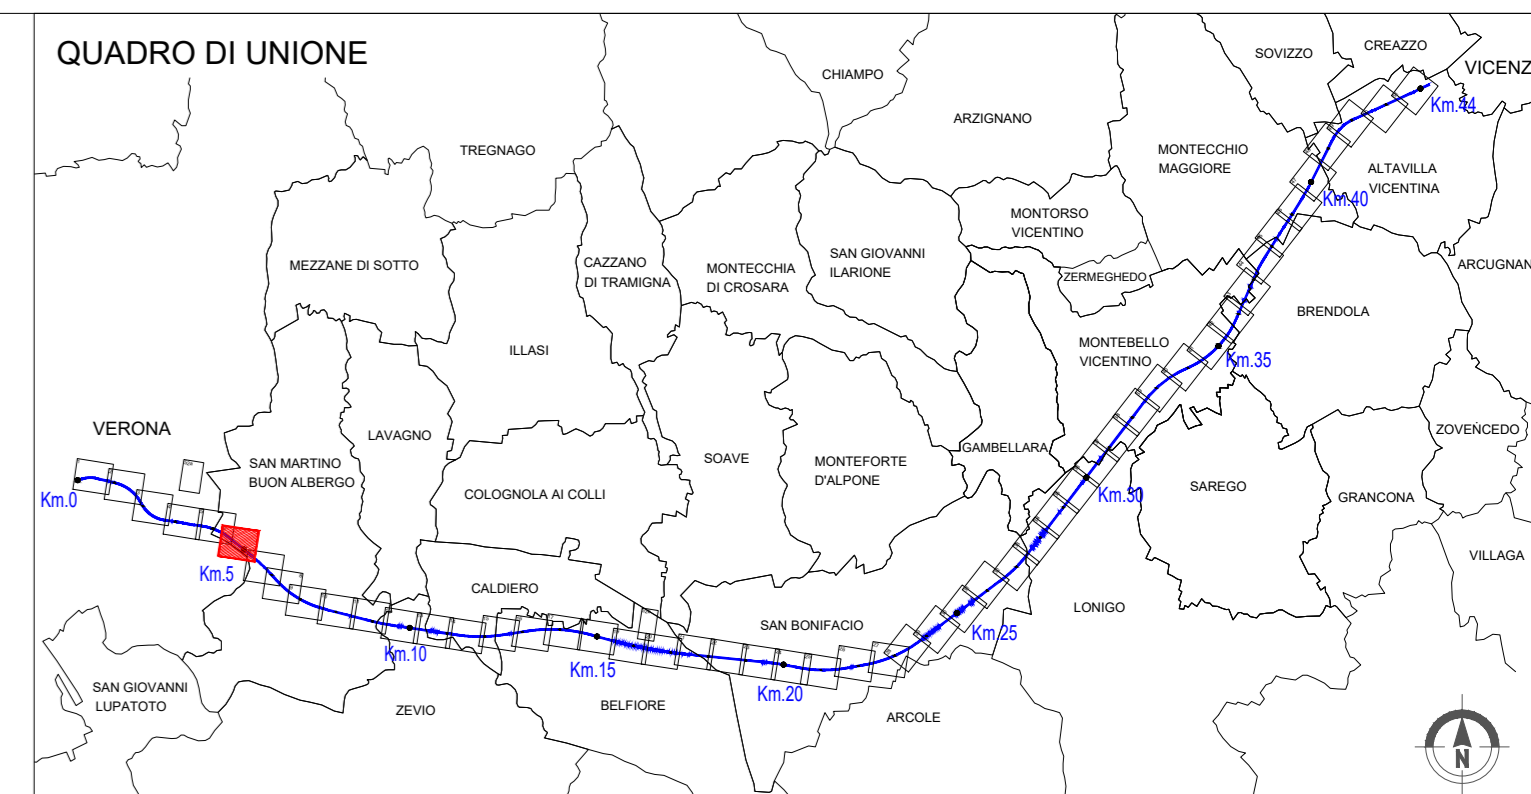 QUADRO DI UNIONE
CREAZZO
SOVIZZO
VICENZ
CHIAMPO
Km.44
ARZIGNANO
TREGNAGO
MONTECCHIO
MAGGIORE
ALTAVILLA
VICENTINA
Km.40
MONTORSO
VICENTINO
MEZZANE DI SOTTO
CAZZANO
DI TRAMIGNA
MONTECCHIA
DI CROSARA
SAN GIOVANNI
ILARIONE
ZERMEGHEDO
ARCUGNAN
BRENDOLA
ILLASI
MONTEBELLO
VICENTINO
Km.35
VERONA
LAVAGNO
ZOVENCEDO
SAN MARTINO
BUON ALBERGO
SOAVE
MONTEFORTE
D'ALPONE
GAMBELLARA
SAREGO
GRANCONA
Km.0
COLOGNOLA AI COLLI
Km.30
VILLAGA
Km.5
CALDIERO
LONIGO
SAN BONIFACIO
Km.25
Km.10
Km.15
Km.20
SAN GIOVANNI
LUPATOTO
ZEVIO
BELFIORE
ARCOLE
N